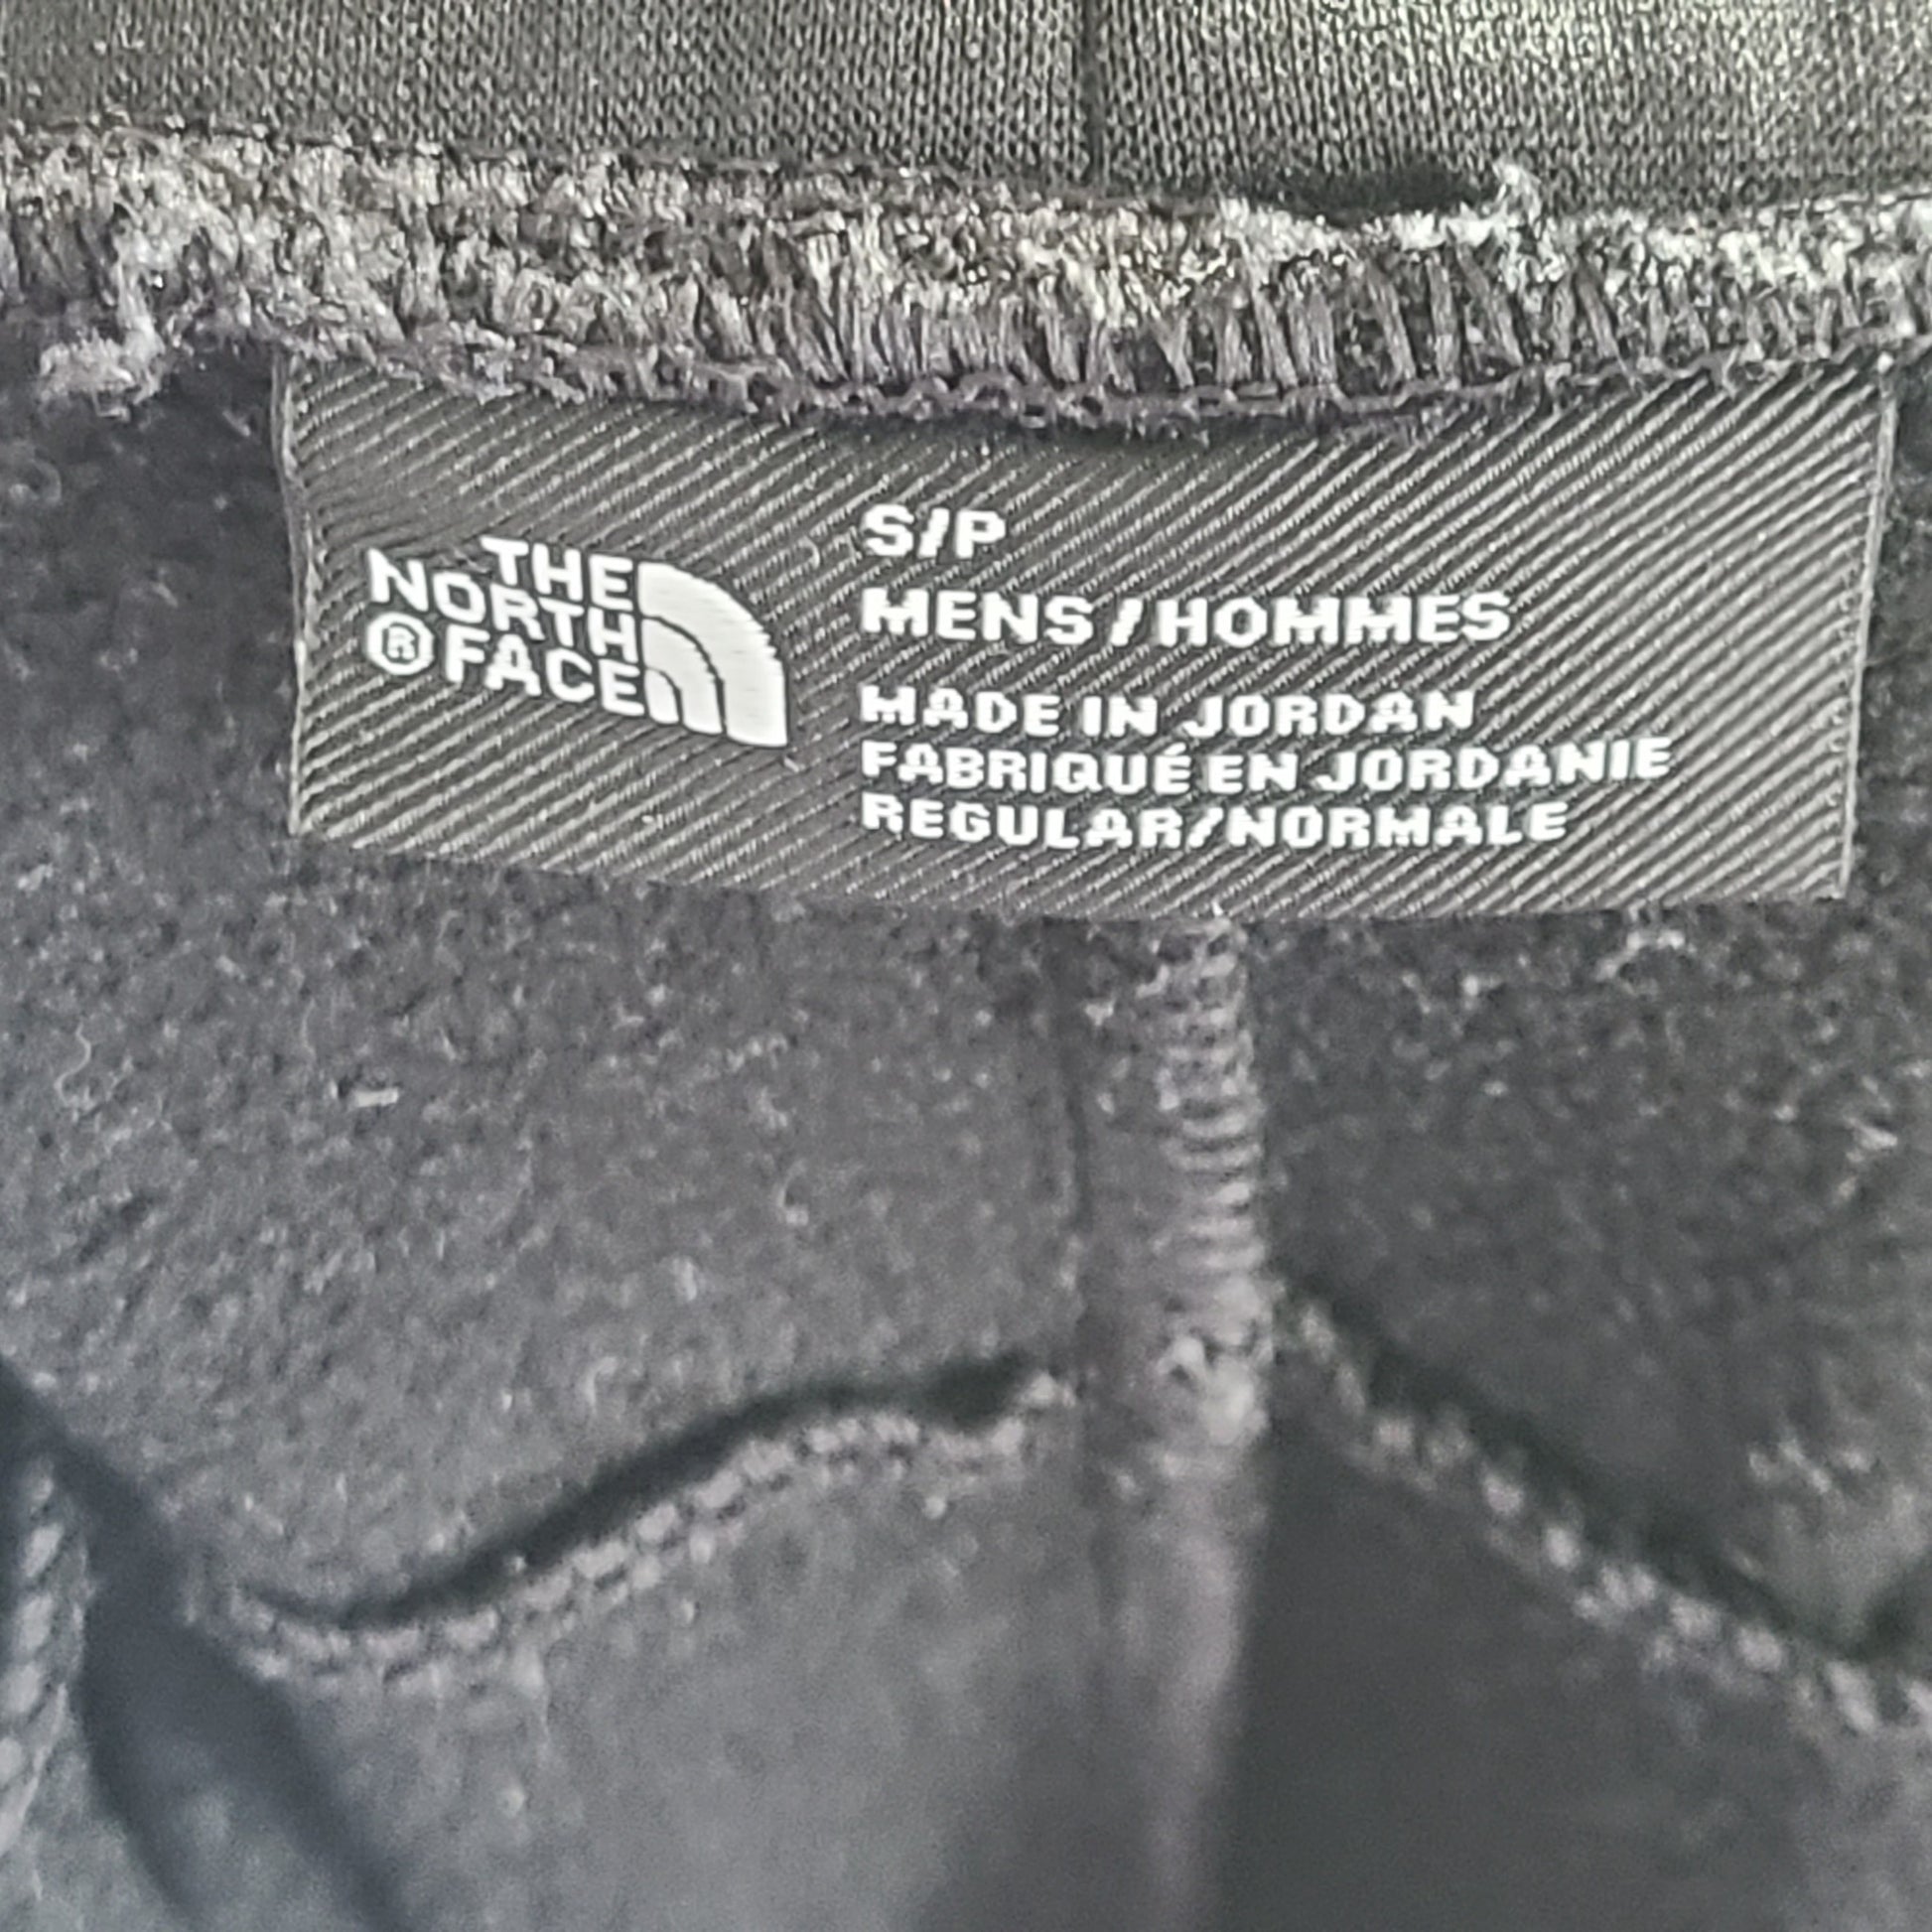 THE
NORTH
® FACE
S/P
MENS/HOMMES
MADE IN JORDAN
FABRIQUÉ EN JORDANIE
REGULAR/NORMALE